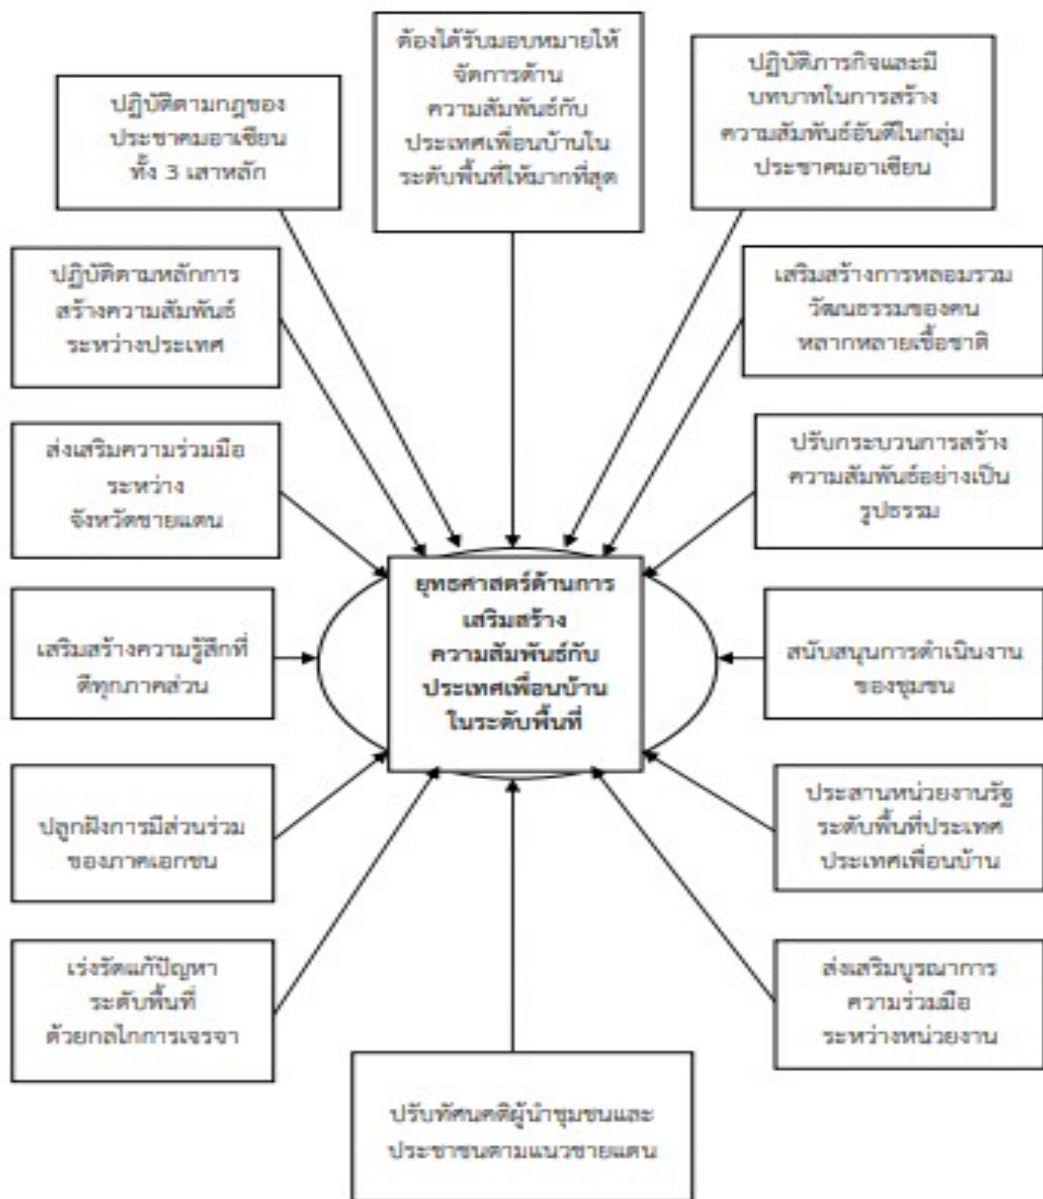 ต้องได้รับมอบหมายให้
จัดการด้าน
ความสัมพันธ์กับ
ประเทศเพื่อนบ้านใน
ระดับพื้นที่ให้มากที่สุด
ปฏิบัติภารกิจและมี
บทบาทในการสร้าง
ความสัมพันธ์อันดีในกลุ่ม
ประชาคมอาเซียน
ปฏิบัติตามกฎของ
ประชาคมอาเซียน
ทั้ง 3 เสาหลัก
ปฏิบัติตามหลักการ
สร้างความสัมพันธ์
ระหว่างประเทศ
เสริมสร้างการหลอมรวม
วัฒนธรรมของคน
หลากหลายเชื้อชาติ
ส่งเสริมความร่วมมือ
ระหว่าง
จังหวัดชายแดน
ปรับกระบวนการสร้าง
ความสัมพันธ์อย่างเป็น
รูปธรรม
ยุทธศาสตร์ด้านการ
เสริมสร้าง
ความสัมพันธ์กับ
ประเทศเพื่อนบ้าน
ในระดับพื้นที่
เสริมสร้างความรู้สึกที่
ดีทุกภาคส่วน
สนับสนุนการดำเนินงาน
ของชุมชน
ปลูกฝังการมีส่วนร่วม
ของภาคเอกชน
ประสานหน่วยงานรัฐ
ระดับพื้นที่ประเทศ
ประเทศเพื่อนบ้าน
เร่งรัดแก้ปัญหา
ระดับพื้นที่
ด้วยกลไกการเจรจา
ส่งเสริมบูรณาการ
ความร่วมมือ
ระหว่างหน่วยงาน
ปรับทัศนคติผู้นำชุมชนและ
ประชาชนตามแนวชายแดน